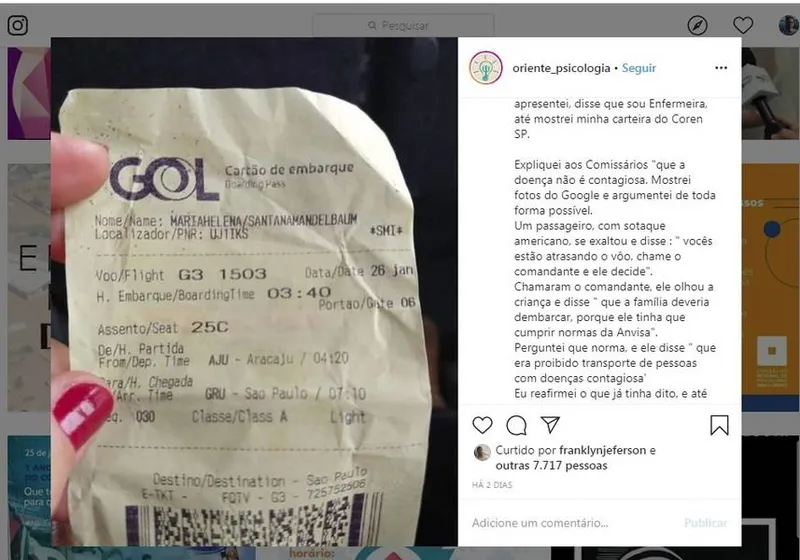 Pesquisar
oriente_psicologia • Seguir
GOL
Cartão de embarque
Boarding Pass
Nome/Name: MARIAHELENA/SANTANAMANDELBAUM
Localizador/PNR: UJ1IKS *SMI*
Voo/Flight G3 1503 Data/Date 26 jan
H. Embarque/BoardingTime 03:40
Portao/Gate 06
Assento/Seat 25C
De/H. Partida
From/Dep. Time AJU - Aracaju / 04:20
Para/H. Chegada
/Arr. Time GRU - Sao Paulo / 07:10
eq. 030 Classe/Class A Light
Destino/Destination - Sao Paulo
E-TKT - FQTV - G3 - 725752506
apresentei, disse que sou Enfermeira,
até mostrei minha carteira do Coren
SP.
Expliquei aos Comissários "que a
doença não é contagiosa. Mostrei
fotos do Google e argumentei de toda
forma possível.
Um passageiro, com sotaque
americano, se exaltou e disse : " vocês
estão atrasando o vôo, chame o
comandante e ele decide".
Chamaram o comandante, ele olhou a
criança e disse " que a família deveria
dembarcar, porque ele tinha que
cumprir normas da Anvisa".
Perguntei que norma, e ele disse " que
era proibido transporte de pessoas
com doenças contagiosa'
Eu reafirmei o que já tinha dito, e até
Curtido por franklynjeferson e
outras 7.717 pessoas
HÁ 2 DIAS
Adicione um comentário... Publicar
25 de j
horária: